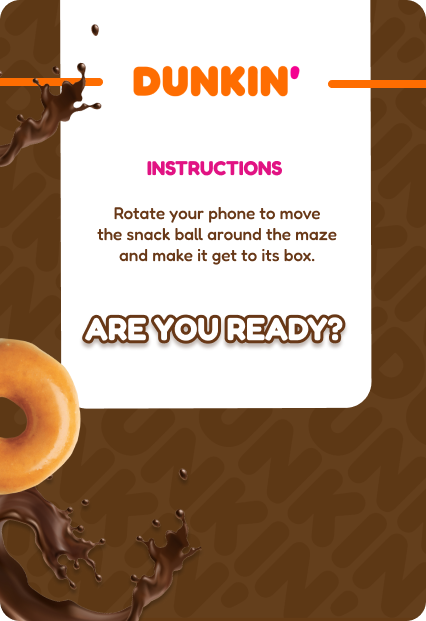 DUNKIN'
INSTRUCTIONS
Rotate your phone to move
the snack ball around the maze
and make it get to its box.
ARE YOU READY?